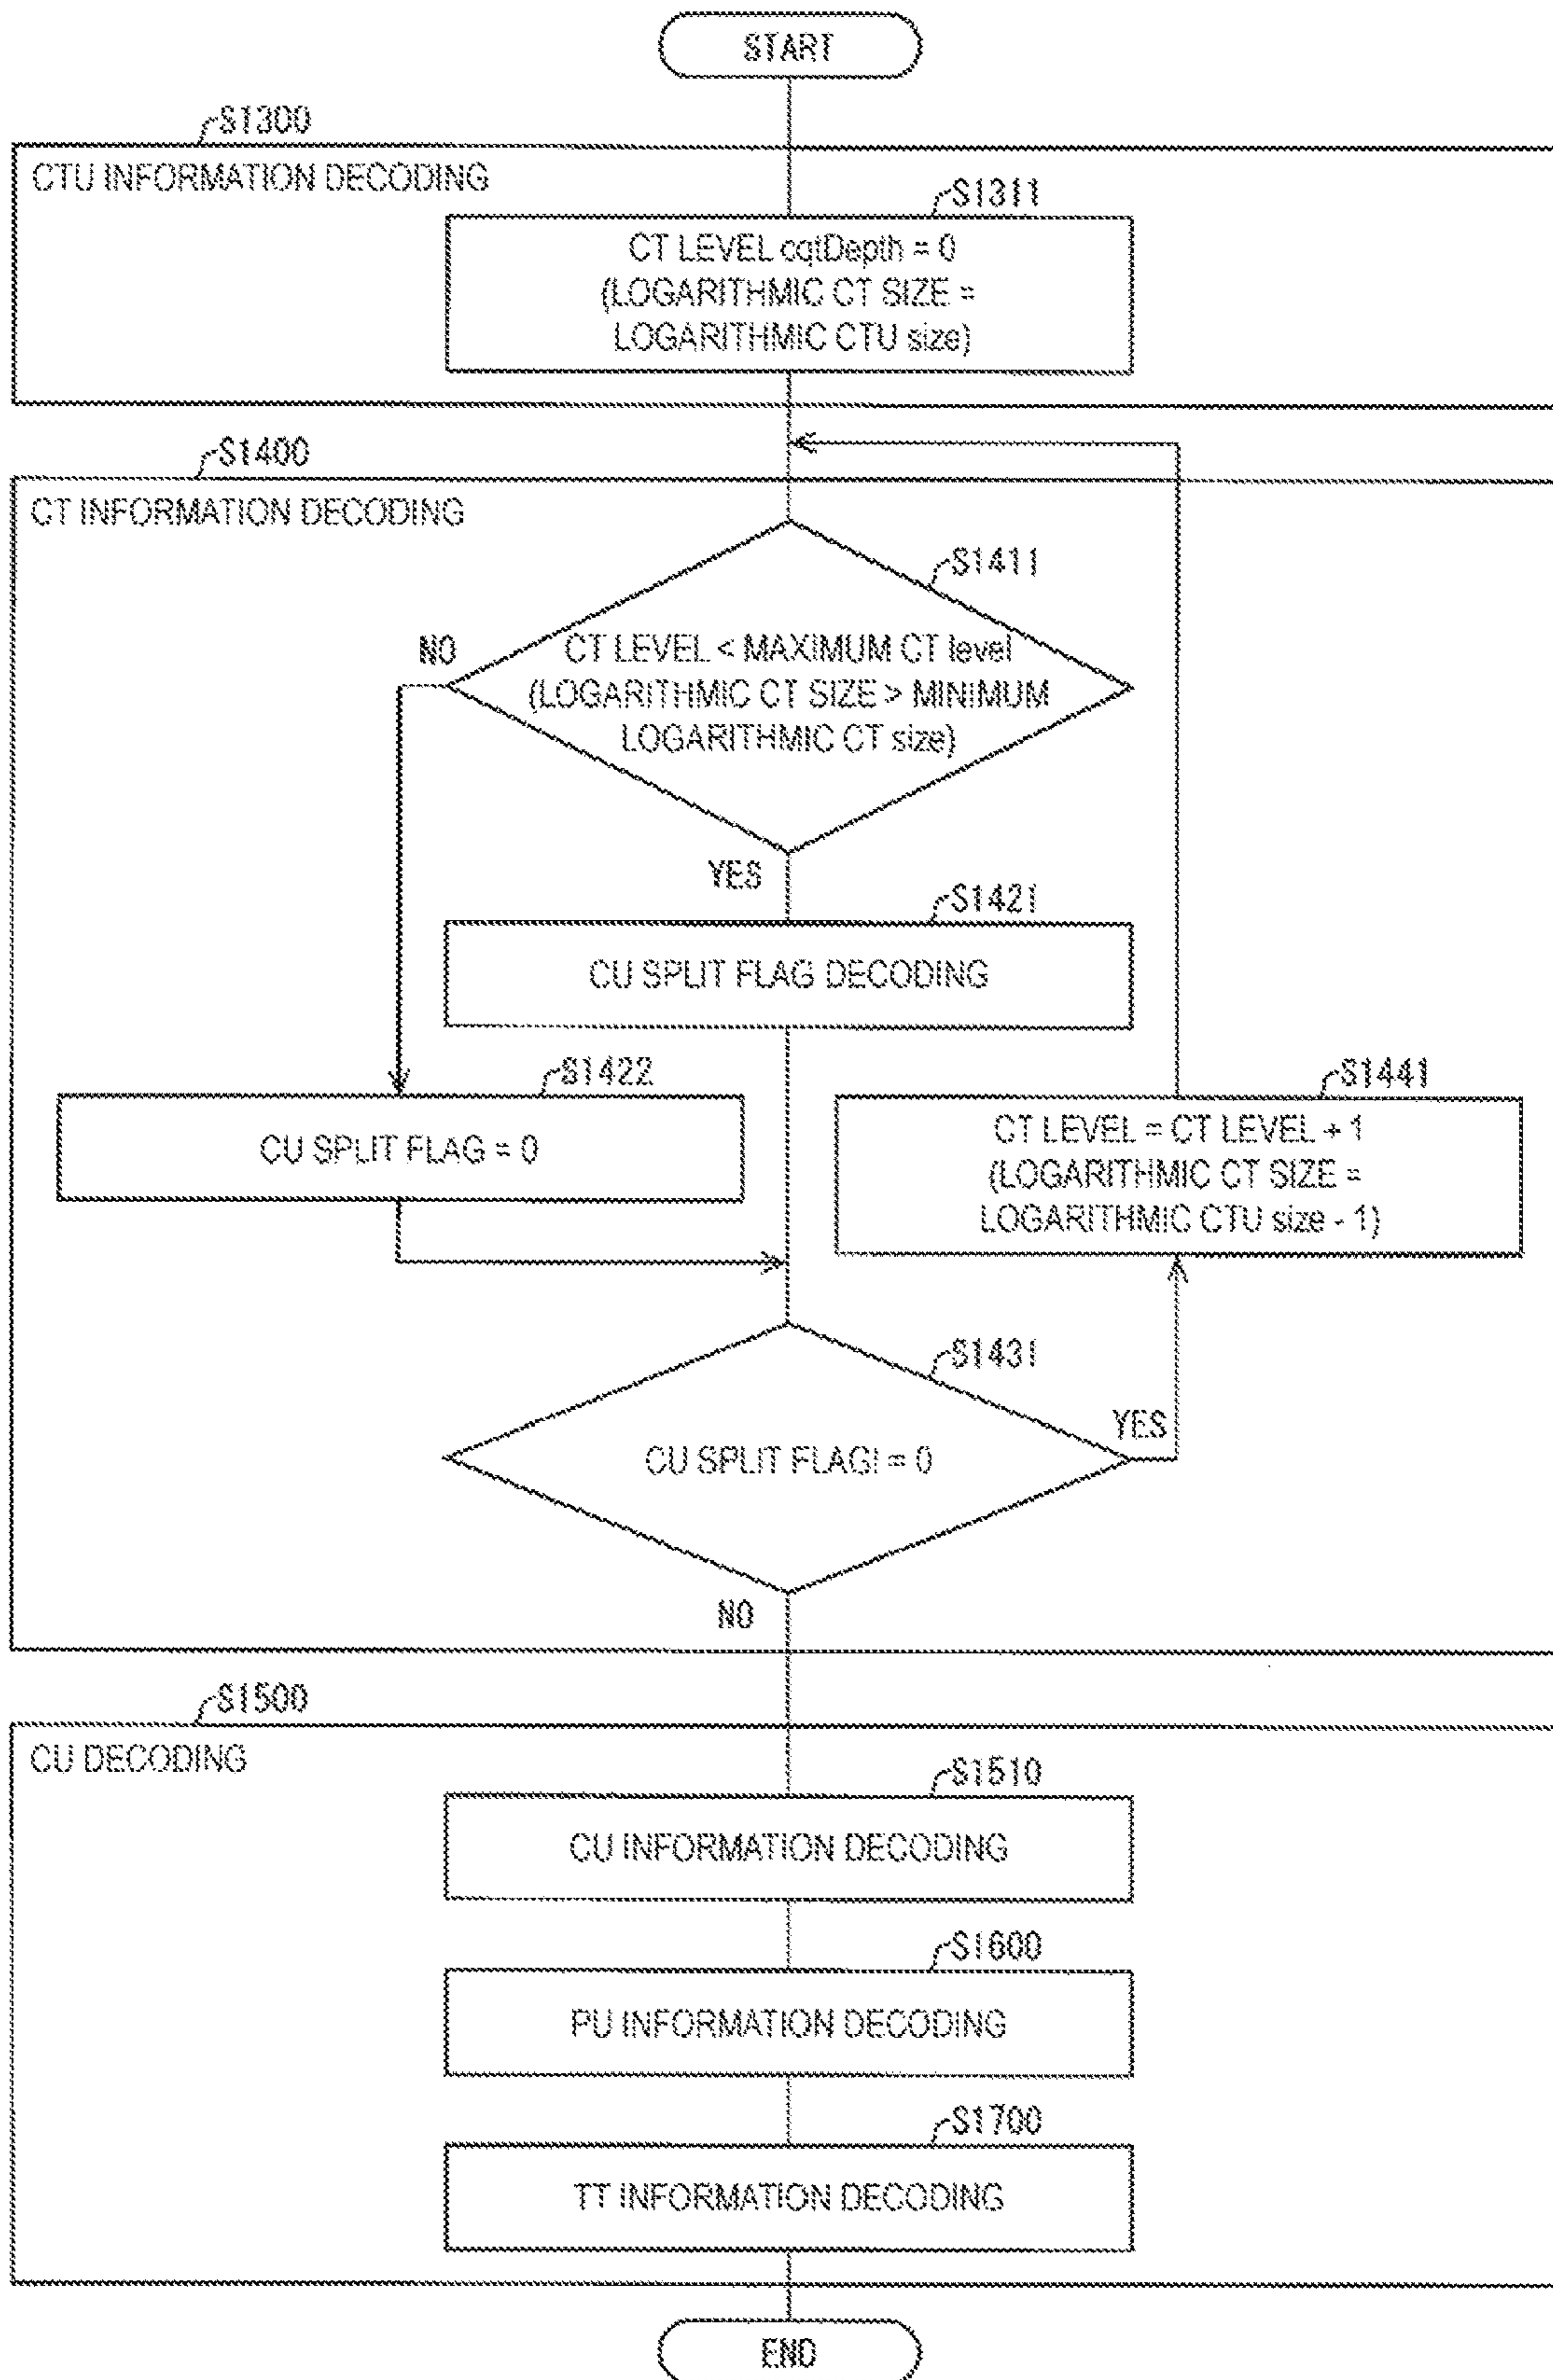 START
S1300
CTU INFORMATION DECODING
S1311
CT LEVEL cqtDepth = 0
(LOGARITHMIC CT SIZE =
LOGARITHMIC CTU size)
S1400
CT INFORMATION DECODING
S1411
NO
CT LEVEL < MAXIMUM CT level
(LOGARITHMIC CT SIZE > MINIMUM
LOGARITHMIC CT size)
YES
S1421
CU SPLIT FLAG DECODING
S1422
CU SPLIT FLAG = 0
S1441
CT LEVEL = CT LEVEL + 1
(LOGARITHMIC CT SIZE =
LOGARITHMIC CTU size - 1)
S1431
YES
CU SPLIT FLAG! = 0
NO
S1500
CU DECODING
S1510
CU INFORMATION DECODING
S1600
PU INFORMATION DECODING
S1700
TT INFORMATION DECODING
END